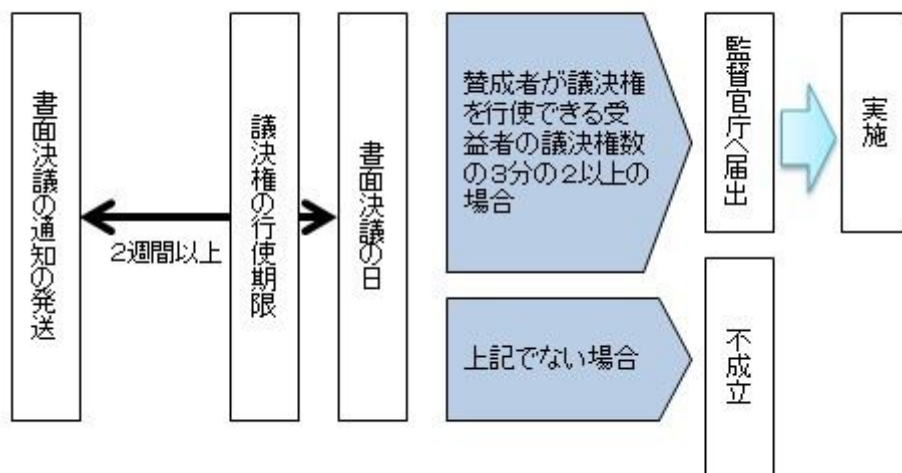 書面決議の通知の発送
2週間以上
議決権の行使期限
書面決議の日
賛成者が議決権
を行使できる受
益者の議決権数
の3分の2以上の
場合
監督官庁へ届出
実施
上記でない場合
不成立